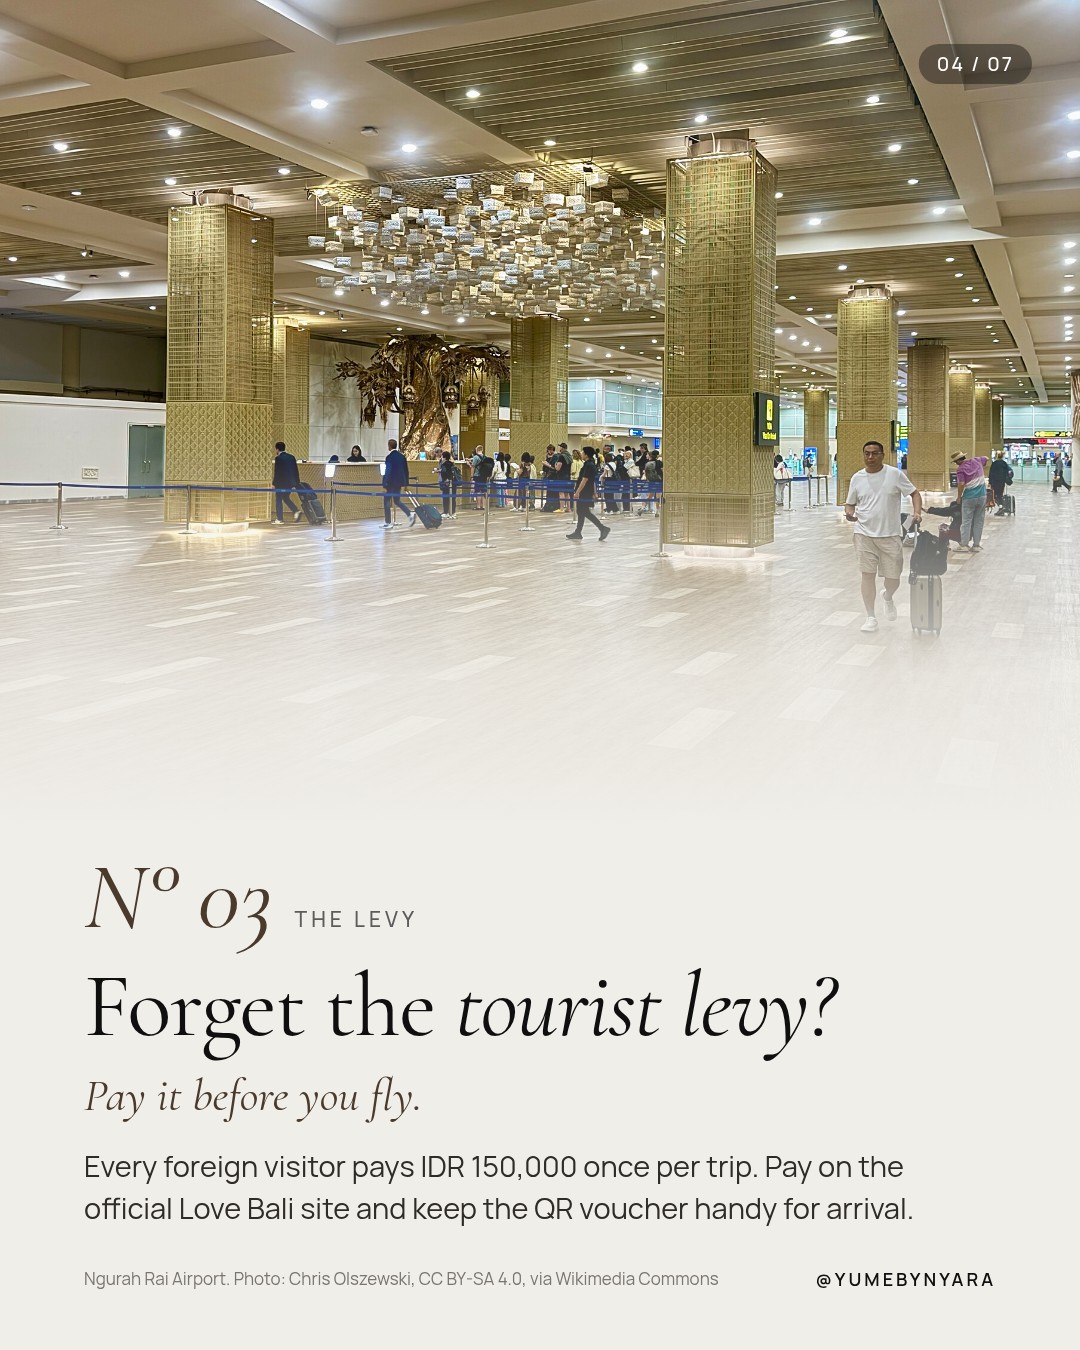 04 / 07
Nº 03 THE LEVY
Forget the tourist levy?
Pay it before you fly.
Every foreign visitor pays IDR 150,000 once per trip. Pay on the
official Love Bali site and keep the QR voucher handy for arrival.
Ngurah Rai Airport. Photo: Chris Olszewski, CC BY-SA 4.0, via Wikimedia Commons
@YUMEBYNYARA